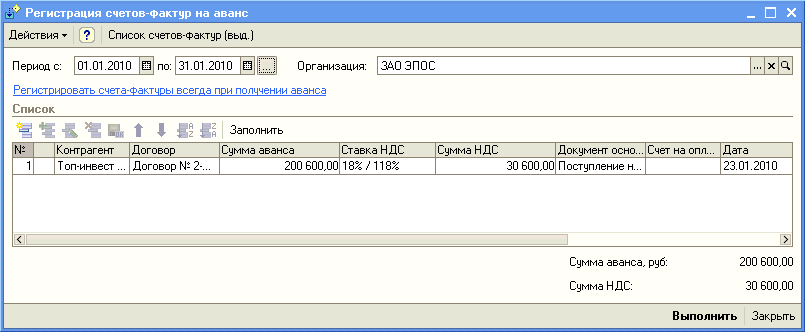 Регистрация счетов-фактур на аванс
Действия ? Список счетов-фактур (выд.)
Период с: 01.01.2010 по: 31.01.2010 ... Организация: ЗАО ЭПОС ... x
Регистрировать счета-фактуры всегда при получении аванса
Список
Заполнить
№ Контрагент Договор Сумма аванса Ставка НДС Сумма НДС Документ осно... Счет на опл... Дата
1 Топ-инвест ... Договор № 2-... 200 600,00 18% / 118% 30 600,00 Поступление н... 23.01.2010
Сумма аванса, руб: 200 600,00
Сумма НДС: 30 600,00
Выполнить Закрыть